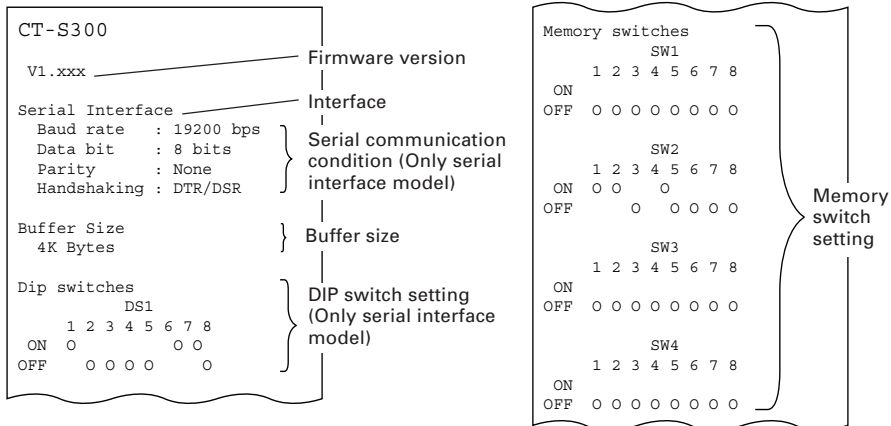 CT-S300
V1.xxx
Firmware version
Serial Interface
Interface
Baud rate : 19200 bps
Data bit : 8 bits
Parity : None
Handshaking : DTR/DSR
Serial communication
condition (Only serial
interface model)
Buffer Size
4K Bytes
Buffer size
Dip switches
DS1
1 2 3 4 5 6 7 8
ON O O O
OFF O O O O O
DIP switch setting
(Only serial interface
model)
Memory switches
SW1
1 2 3 4 5 6 7 8
ON
OFF O O O O O O O O
SW2
1 2 3 4 5 6 7 8
ON O O O
OFF O O O O O
SW3
1 2 3 4 5 6 7 8
ON
OFF O O O O O O O O
SW4
1 2 3 4 5 6 7 8
ON
OFF O O O O O O O O
Memory
switch
setting